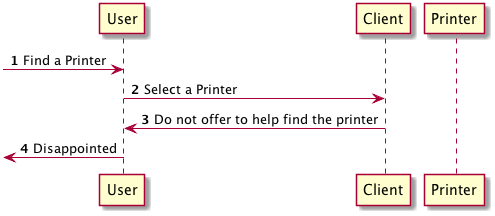 User Client Printer
1 Find a Printer
2 Select a Printer
3 Do not offer to help find the printer
4 Disappointed
User Client Printer